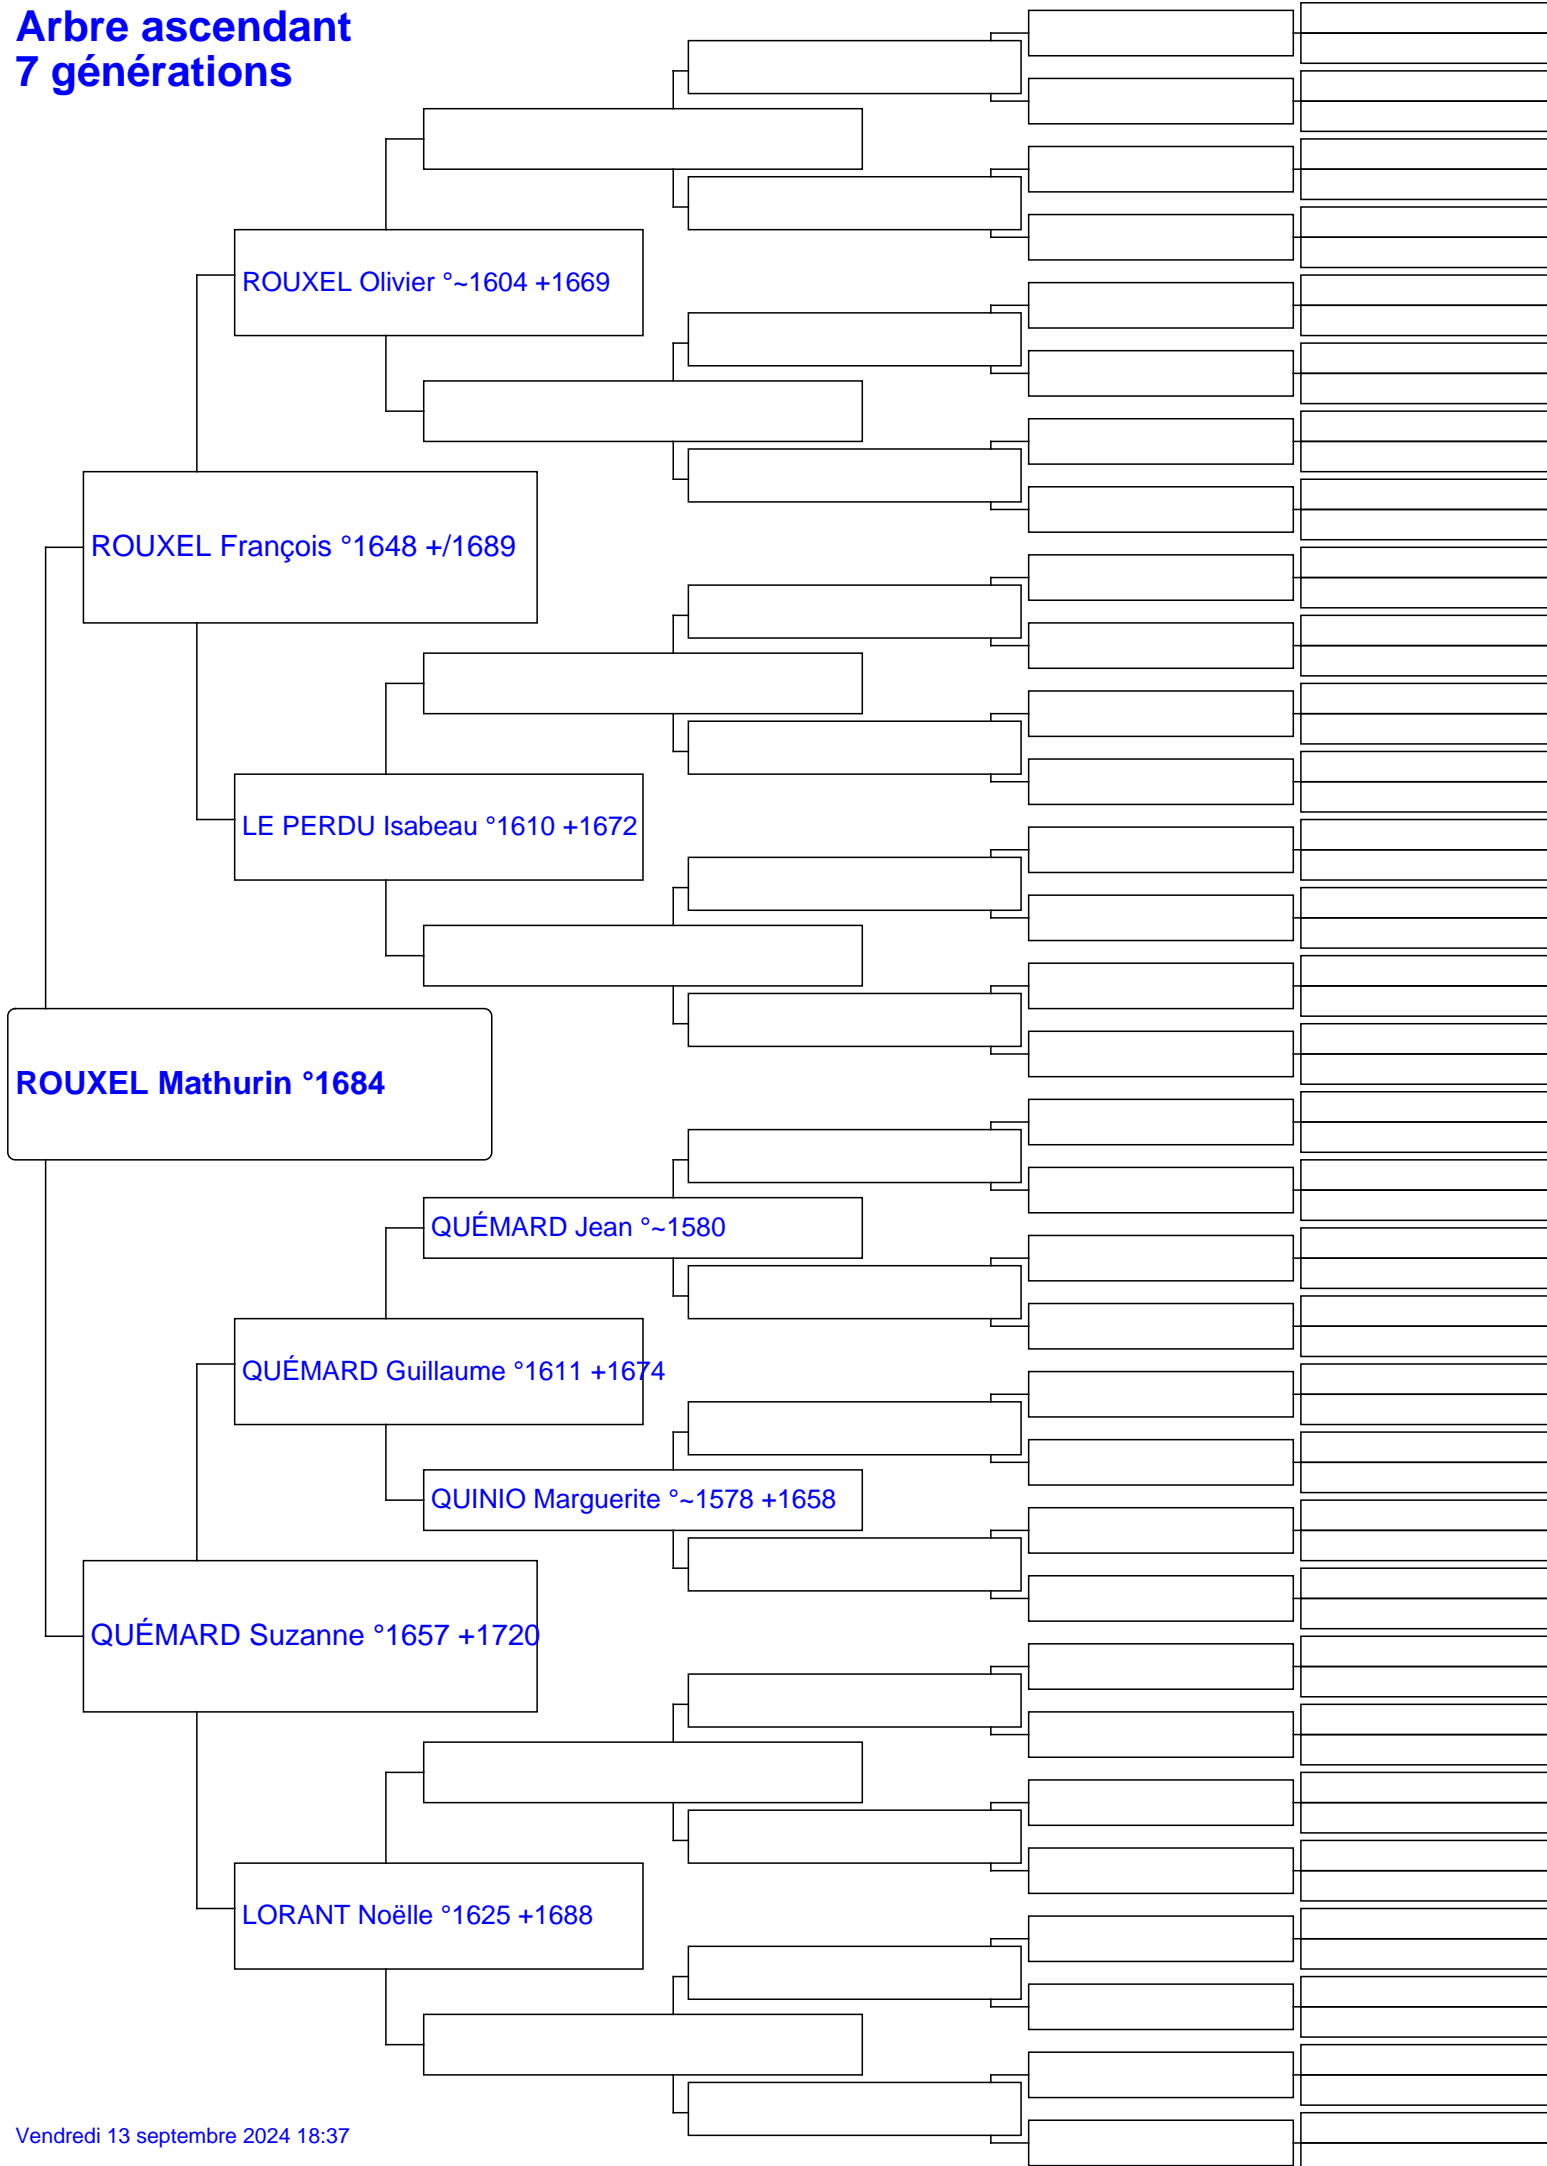 Arbre ascendant
7 générations
ROUXEL Olivier °~1604 +1669
ROUXEL François °1648 +/1689
LE PERDU Isabeau °1610 +1672
ROUXEL Mathurin °1684
QUÉMARD Jean °~1580
QUÉMARD Guillaume °1611 +1674
QUINIO Marguerite °~1578 +1658
QUÉMARD Suzanne °1657 +1720
LORANT Noëlle °1625 +1688
Vendredi 13 septembre 2024 18:37